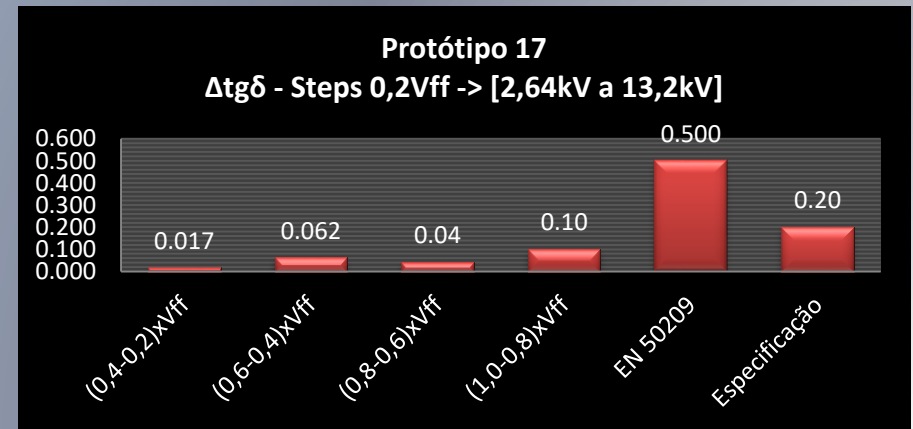 Protótipo 17
Δtgδ - Steps 0,2Vff -> [2,64kV a 13,2kV]
0.600
0.500
0.400
0.300
0.200
0.100
0.000
0.017
0.062
0.04
0.10
0.500
0.20
(0,4-0,2)xVff
(0,6-0,4)xVff
(0,8-0,6)xVff
(1,0-0,8)xVff
EN 50209
Especificação